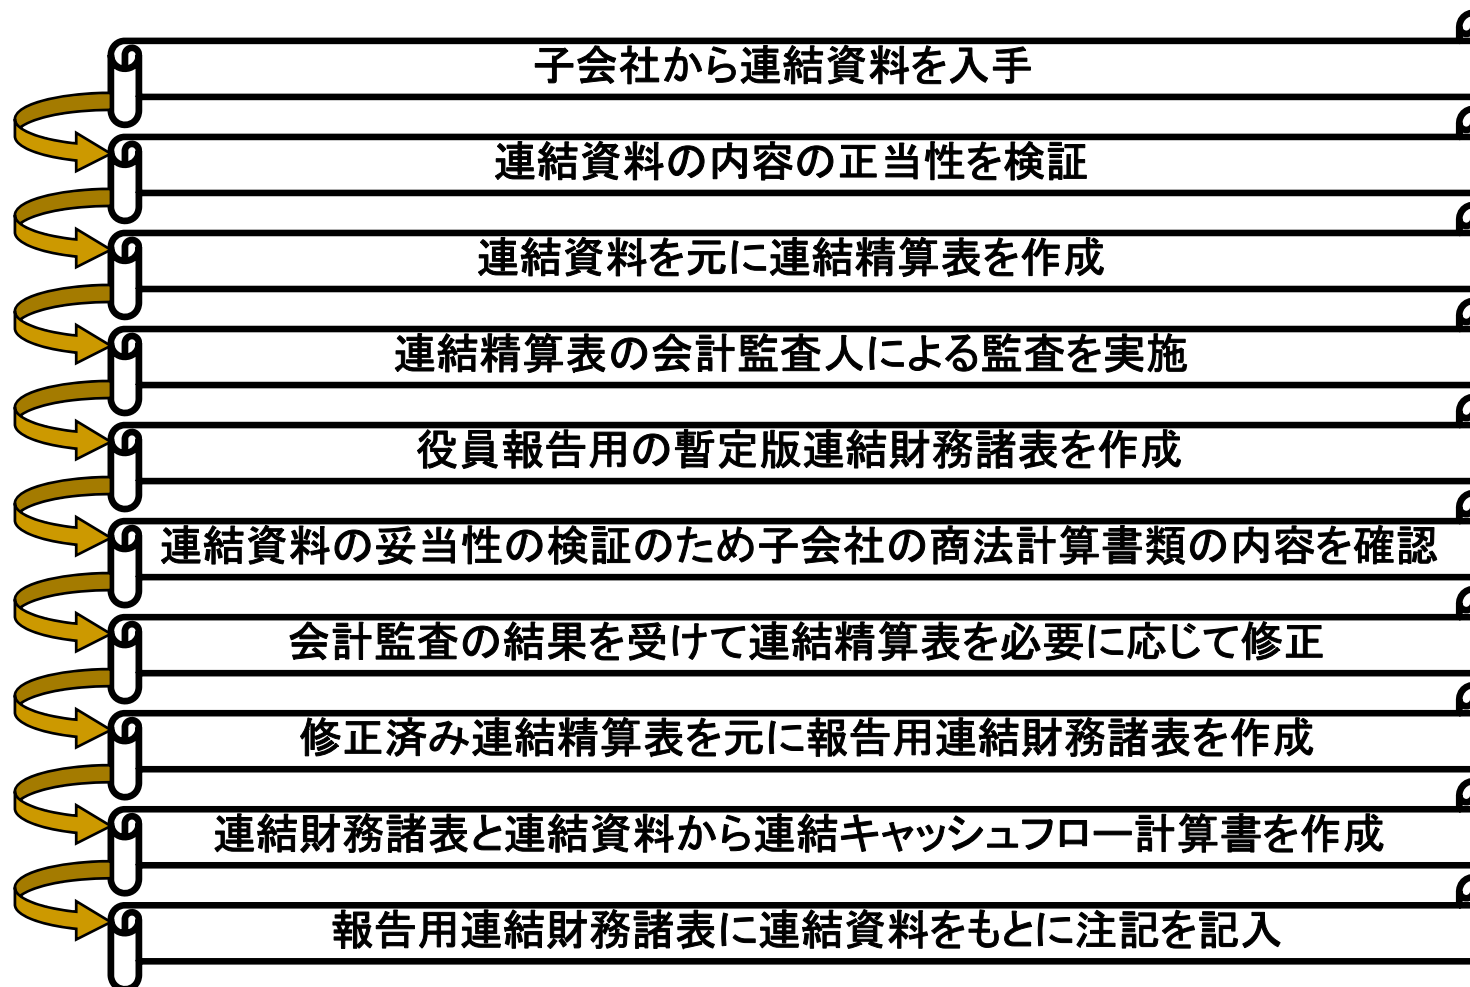 子会社から連結資料を入手
連結資料の内容の正当性を検証
連結資料を元に連結精算表を作成
連結精算表の会計監査人による監査を実施
役員報告用の暫定版連結財務諸表を作成
連結資料の妥当性の検証のため子会社の商法計算書類の内容を確認
会計監査の結果を受けて連結精算表を必要に応じて修正
修正済み連結精算表を元に報告用連結財務諸表を作成
連結財務諸表と連結資料から連結キャッシュフロー計算書を作成
報告用連結財務諸表に連結資料をもとに注記を記入